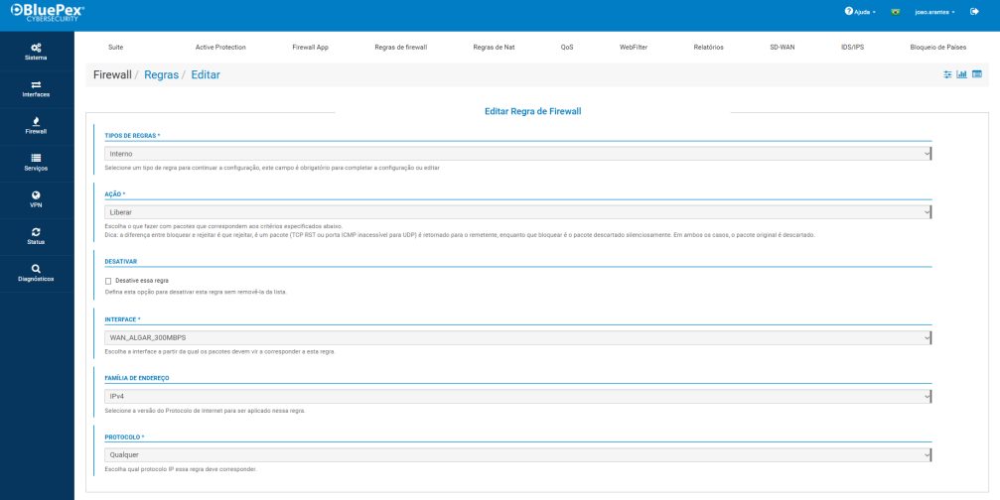 BluePex®
CYBERSECURITY
Ajuda
joao.arantes
Sistema
Interfaces
Firewall
Serviços
VPN
Status
Diagnósticos
Suite
Active Protection
Firewall App
Regras de firewall
Regras de Nat
QoS
WebFilter
Relatórios
SD-WAN
IDS/IPS
Bloqueio de Países
Firewall / Regras / Editar
Editar Regra de Firewall
TIPOS DE REGRAS *
Interno
Selecione um tipo de regra para continuar a configuração, este campo é obrigatório para completar a configuração ou editar
AÇÃO *
Liberar
Escolha o que fazer com pacotes que correspondem aos critérios especificados abaixo.
Dica: a diferença entre bloquear e rejeitar é que rejeitar, é um pacote (TCP RST ou porta ICMP inacessível para UDP) é retornado para o remetente, enquanto que bloquear é o pacote descartado silenciosamente. Em ambos os casos, o pacote original é descartado.
DESATIVAR
Desative essa regra
Defina esta opção para desativar esta regra sem removê-la da lista.
INTERFACE *
WAN_ALGAR_300MBPS
Escolha a interface a partir da qual os pacotes devem vir a corresponder a esta regra.
FAMÍLIA DE ENDEREÇO
IPv4
Selecione a versão do Protocolo de Internet para ser aplicado nessa regra.
PROTOCOLO *
Qualquer
Escolha qual protocolo IP essa regra deve corresponder.